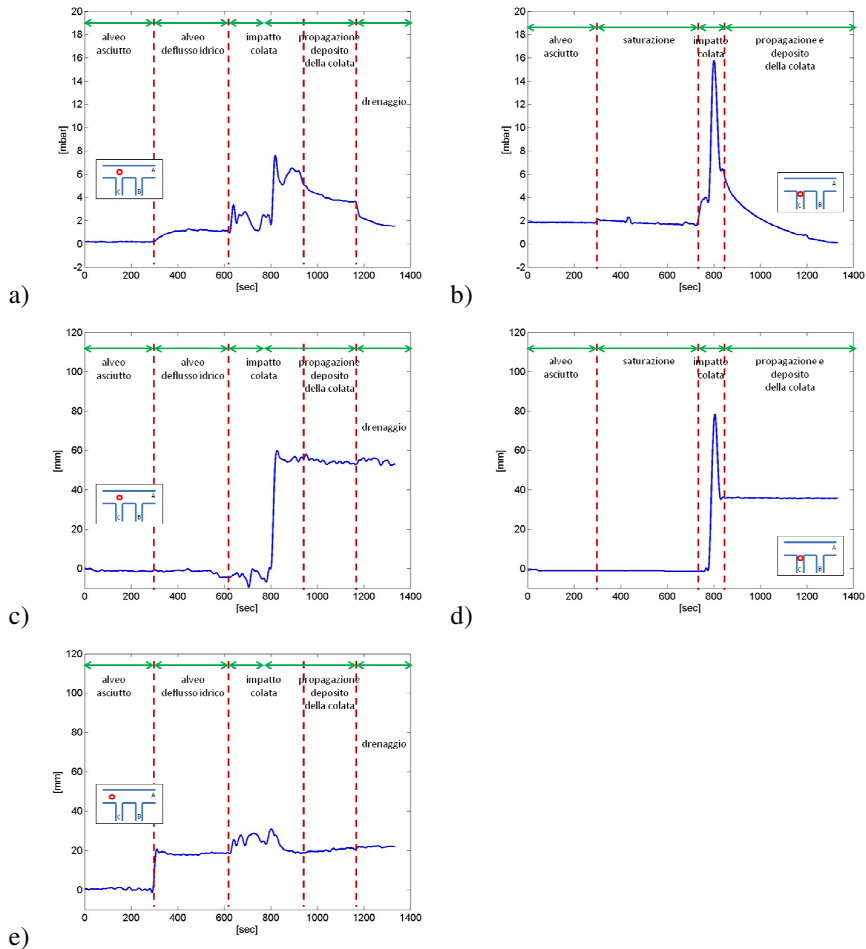 20
18
16
14
12
10
8
6
4
2
0
-2
[mbar]
alveo asciutto
alveo deflusso idrico
impatto colata
propagazione deposito della colata
drenaggio
A
C
B
0 200 400 600 800 1000 1200 1400
[sec]
a)
20
18
16
14
12
10
8
6
4
2
0
-2
[mbar]
alveo asciutto
saturazione
impatto colata
propagazione e deposito della colata
A
C
B
0 200 400 600 800 1000 1200 1400
[sec]
b)
120
100
80
60
40
20
0
[mm]
alveo asciutto
alveo deflusso idrico
impatto colata
propagazione deposito della colata
drenaggio
A
C
B
0 200 400 600 800 1000 1200 1400
[sec]
c)
120
100
80
60
40
20
0
[mm]
alveo asciutto
saturazione
impatto colata
propagazione e deposito della colata
A
C
B
0 200 400 600 800 1000 1200 1400
[sec]
d)
120
100
80
60
40
20
0
[mm]
alveo asciutto
alveo deflusso idrico
impatto colata
propagazione deposito della colata
drenaggio
A
C
B
0 200 400 600 800 1000 1200 1400
[sec]
e)